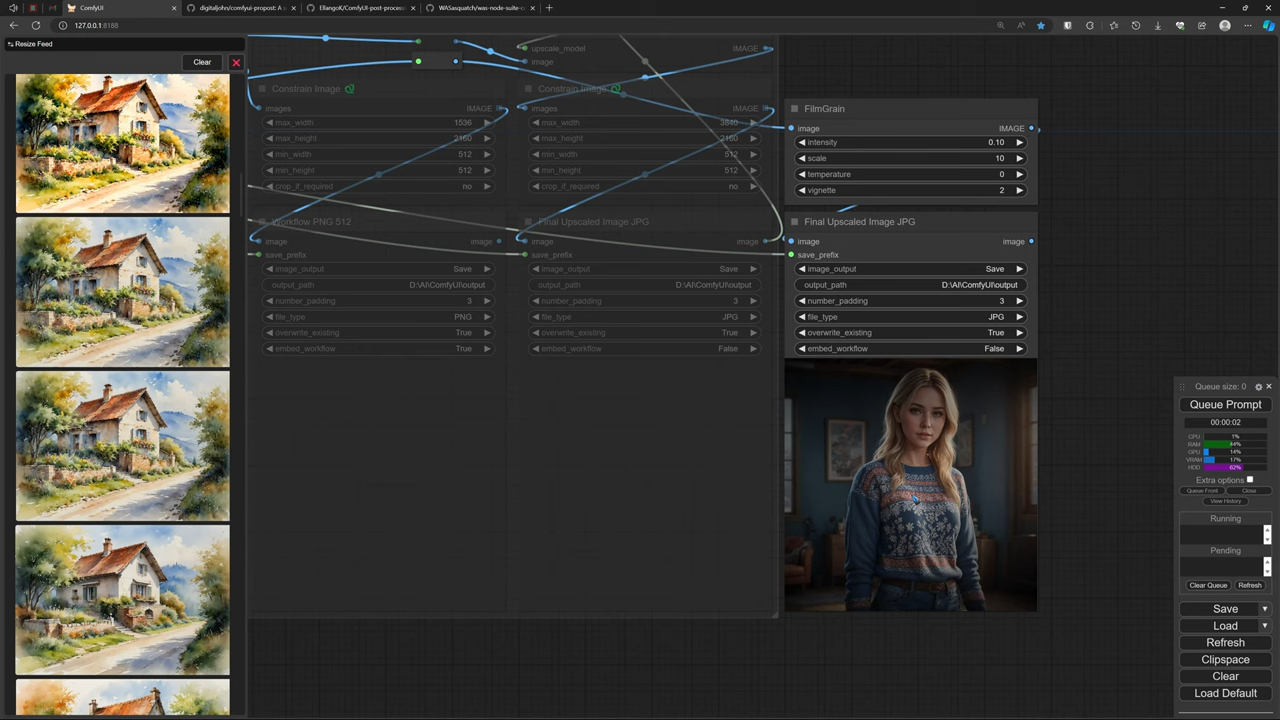 ComfyUI
digitaljohn/comfyui-propost: A s
EllangoK/ComfyUI-post-process
WASasquatch/was-node-suite-c
127.0.0.1:8188
Resize Feed
Clear
upscale_model IMAGE
image
Constrain Image
images IMAGE
max_width 1536
max_height 2160
min_width 512
min_height 512
crop_if_required no
Constrain Image
images IMAGE
max_width 3840
max_height 2160
min_width 512
min_height 512
crop_if_required no
FilmGrain
image IMAGE
intensity 0.10
scale 10
temperature 0
vignette 2
Workflow PNG 512
image image
save_prefix
image_output Save
output_path D:\AI\ComfyUI\output
number_padding 3
file_type PNG
overwrite_existing True
embed_workflow True
Final Upscaled Image JPG
image image
save_prefix
image_output Save
output_path D:\AI\ComfyUI\output
number_padding 3
file_type JPG
overwrite_existing True
embed_workflow False
Final Upscaled Image JPG
image image
save_prefix
image_output Save
output_path D:\AI\ComfyUI\output
number_padding 3
file_type JPG
overwrite_existing True
embed_workflow False
Queue size: 0
Queue Prompt
00:00:02
CPU 1%
RAM 44%
GPU 14%
VRAM 17%
HDD 62%
Extra options
Queue Front Close
View History
Running
Pending
Clear Queue Refresh
Save
Load
Refresh
Clipspace
Clear
Load Default